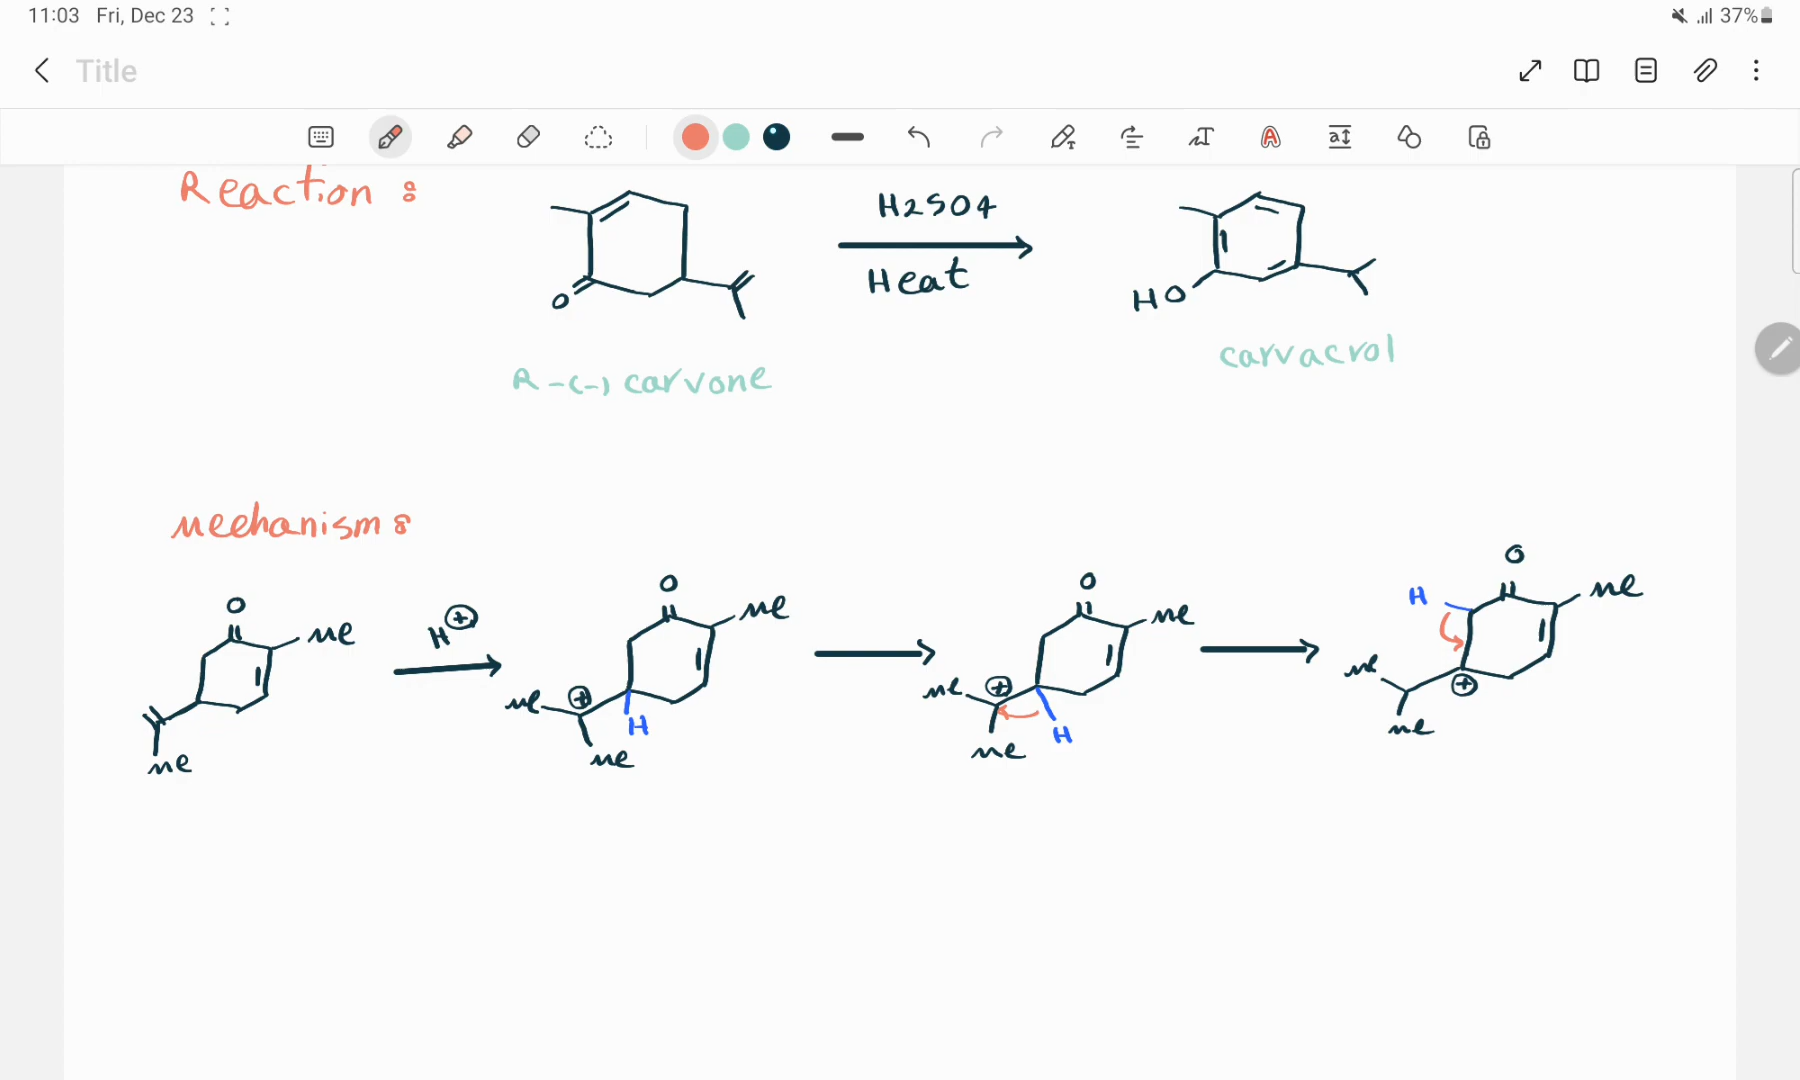 11:03 Fri, Dec 23
37%
Title
Reaction :
H2SO4
Heat
O
HO
R-(-) carvone
carvacrol
mechanism:
O
me
me
H+
O
me
me
+
H
me
O
me
me
+
H
me
O
H
me
me
+
me